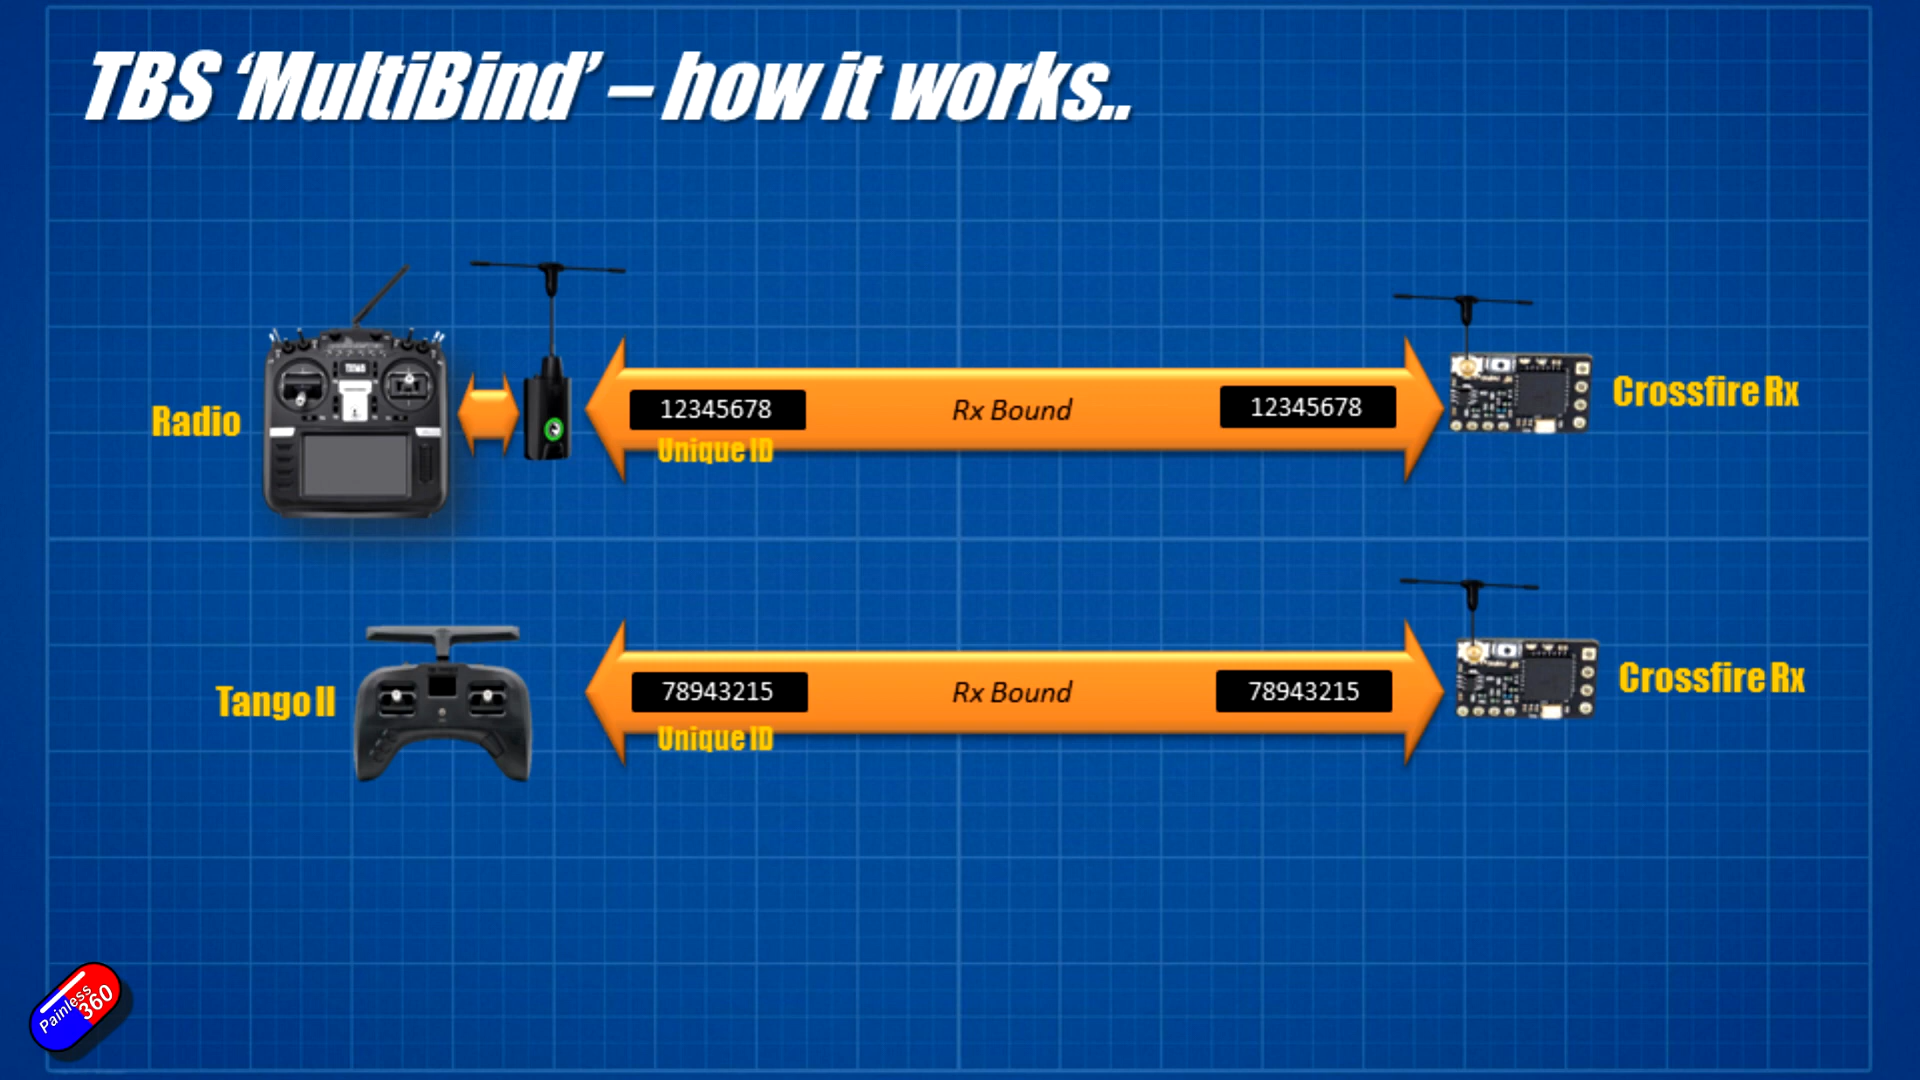 TBS ‘MultiBind’ – how it works..
Radio
12345678
Rx Bound
12345678
Crossfire Rx
Unique ID
Tango II
78943215
Rx Bound
78943215
Crossfire Rx
Unique ID
Painless
360